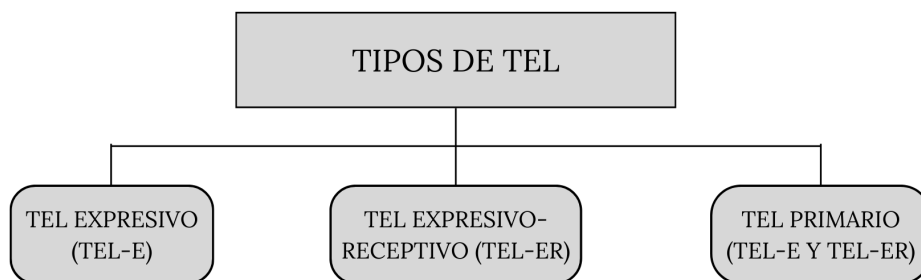 TIPOS DE TEL
TEL EXPRESIVO
(TEL-E)
TEL EXPRESIVO-
RECEPTIVO (TEL-ER)
TEL PRIMARIO
(TEL-E Y TEL-ER)